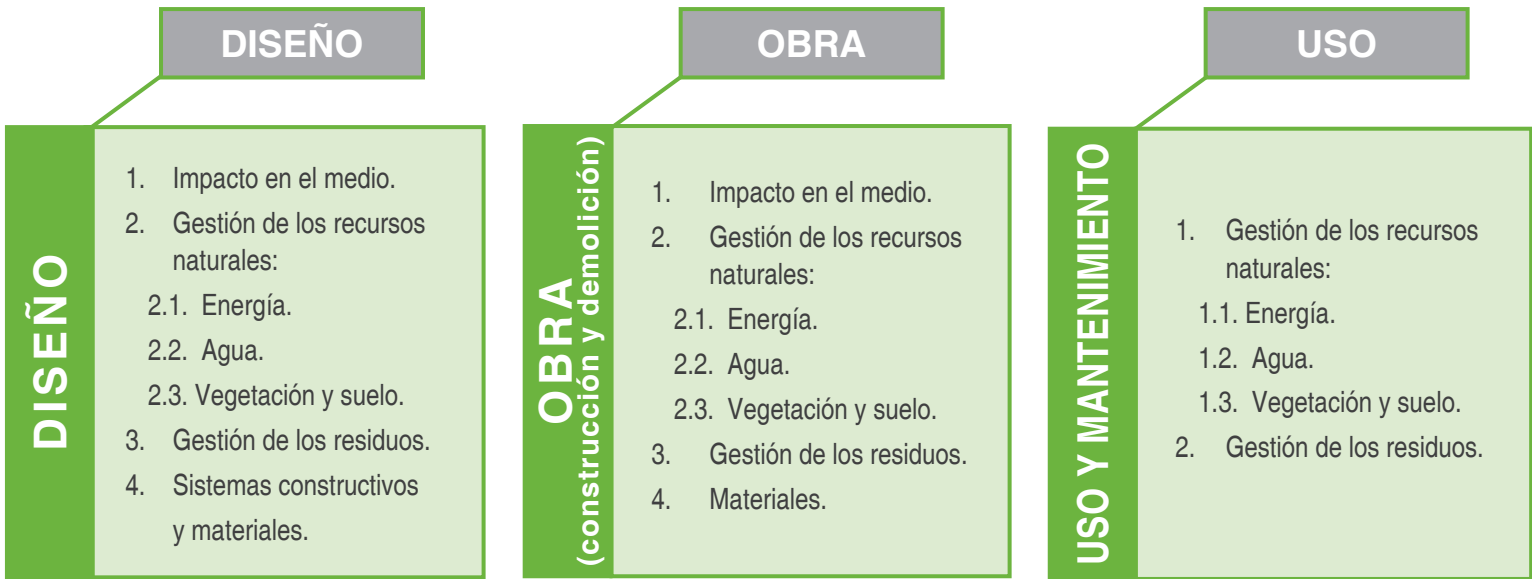 DISEÑO
DISEÑO
1. Impacto en el medio.
2. Gestión de los recursos
naturales:
2.1. Energía.
2.2. Agua.
2.3. Vegetación y suelo.
3. Gestión de los residuos.
4. Sistemas constructivos
y materiales.
OBRA
OBRA
(construcción y demolición)
1. Impacto en el medio.
2. Gestión de los recursos
naturales:
2.1. Energía.
2.2. Agua.
2.3. Vegetación y suelo.
3. Gestión de los residuos.
4. Materiales.
USO
USO Y MANTENIMIENTO
1. Gestión de los recursos
naturales:
1.1. Energía.
1.2. Agua.
1.3. Vegetación y suelo.
2. Gestión de los residuos.